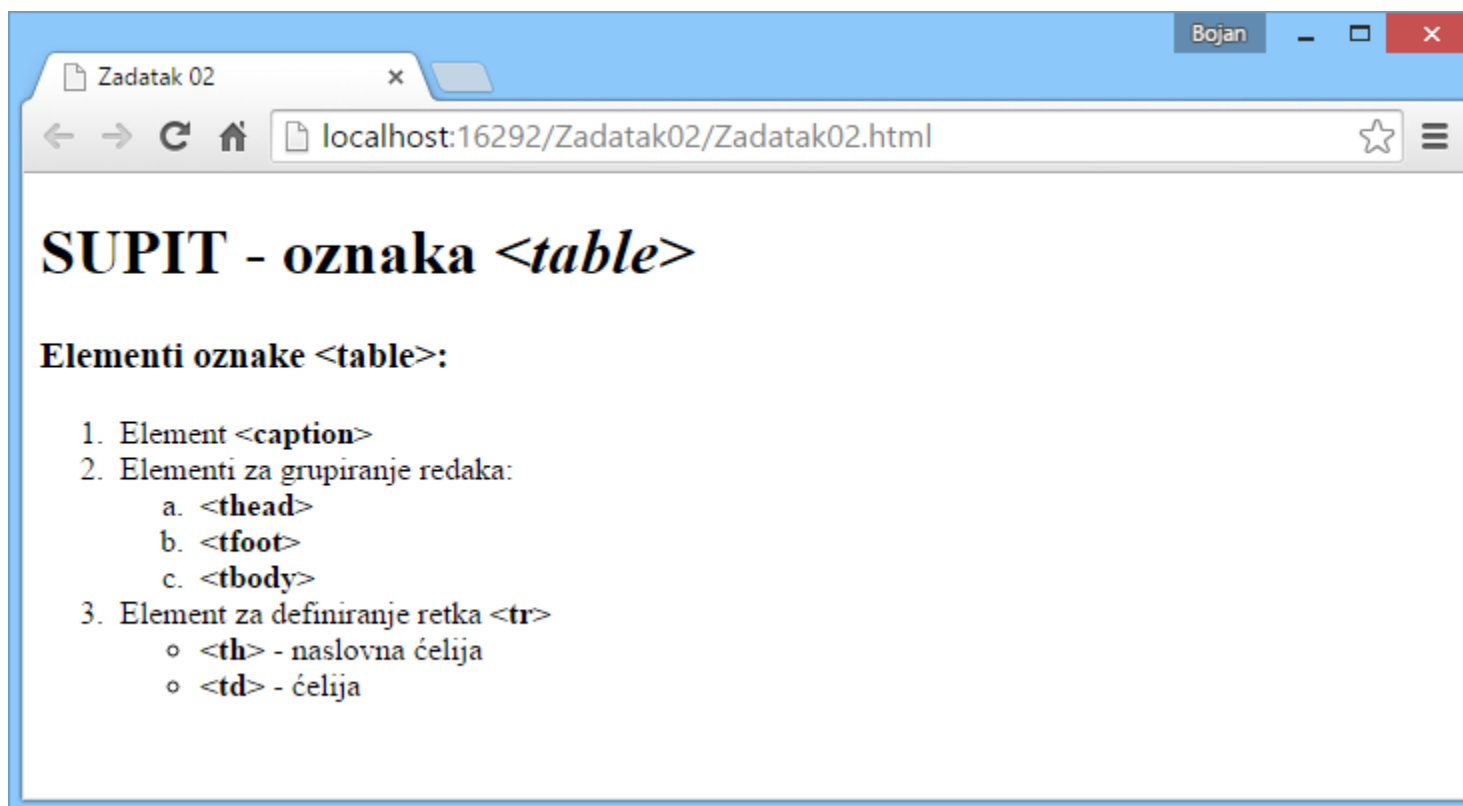 Bojan
Zadatak 02
localhost:16292/Zadatak02/Zadatak02.html
SUPIT - oznaka <table>
Elementi oznake <table>:
1. Element <caption>
2. Elementi za grupiranje redaka:
a. <thead>
b. <tfoot>
c. <tbody>
3. Element za definiranje retka <tr>
<th> - naslovna ćelija
<td> - ćelija